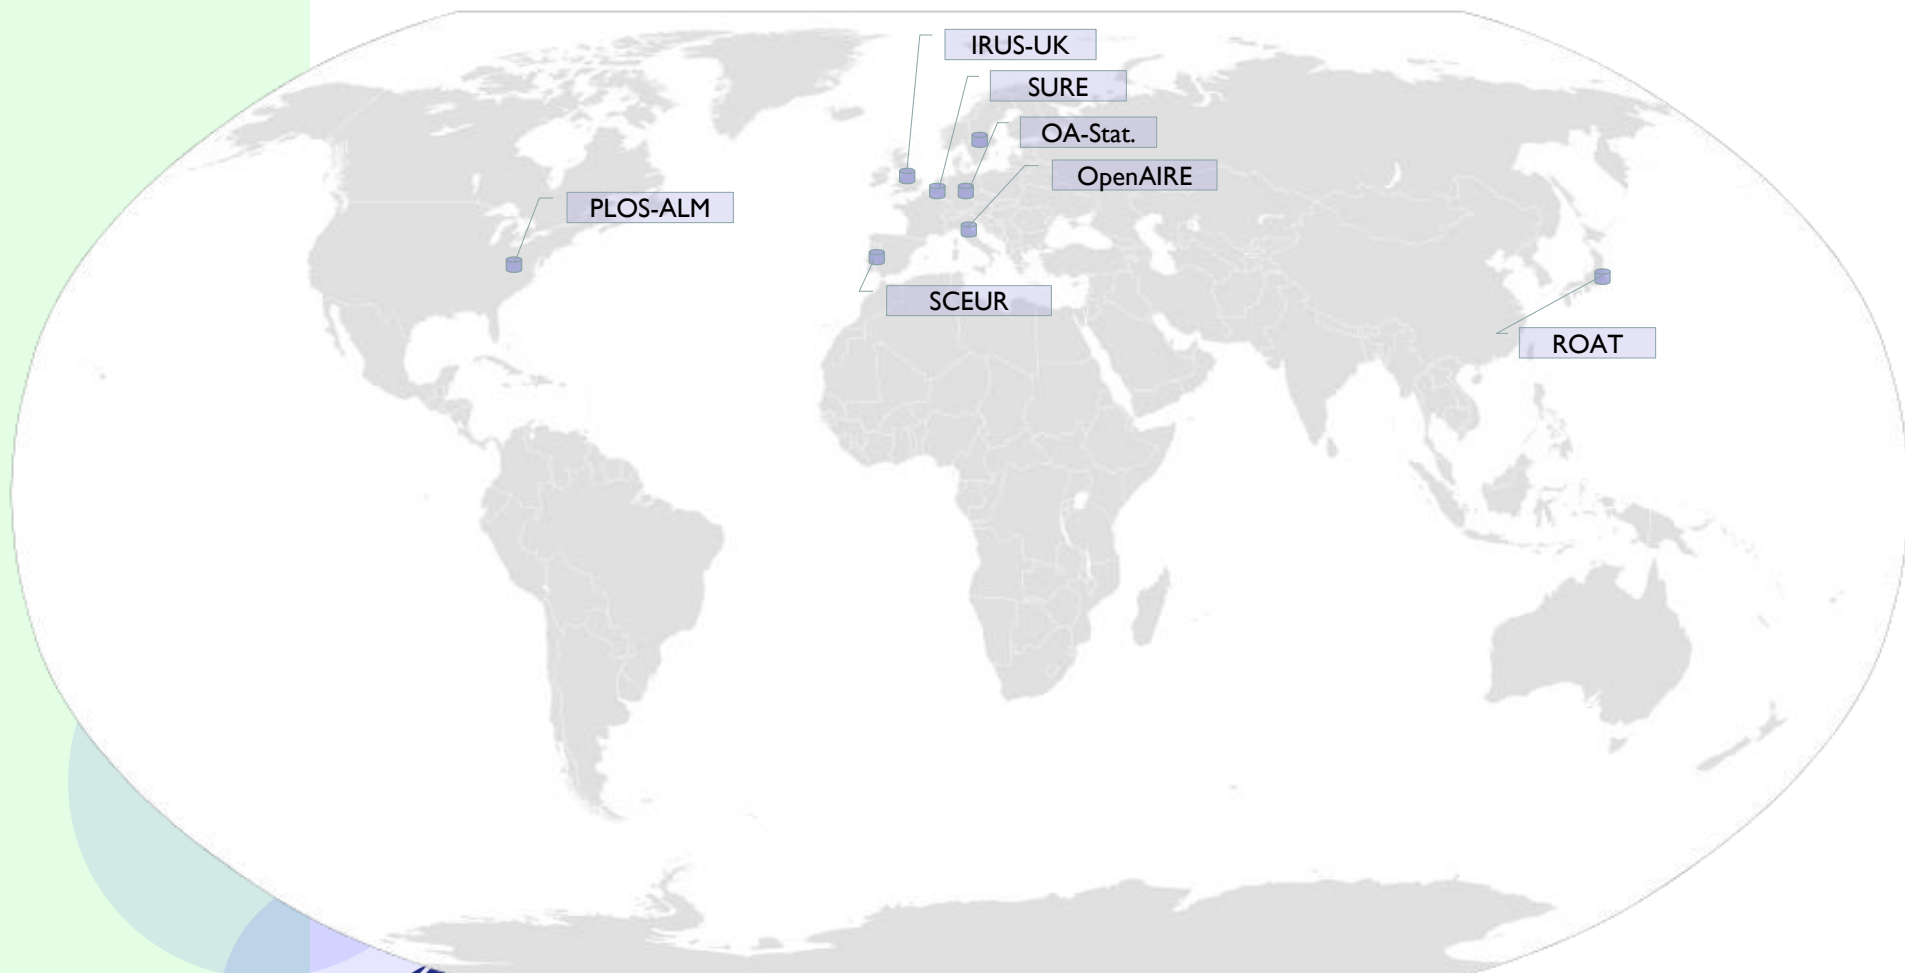 IRUS-UK
SURE
OA-Stat.
OpenAIRE
PLOS-ALM
SCEUR
ROAT